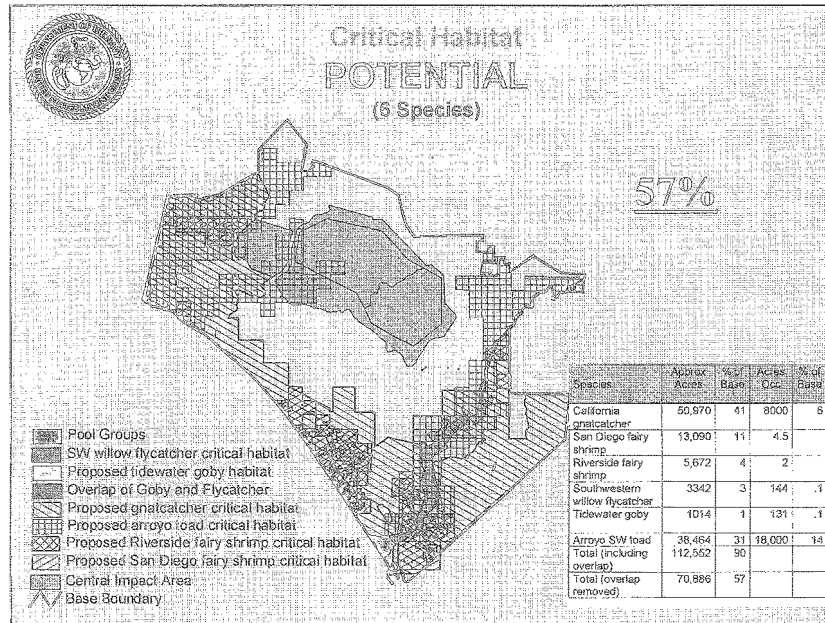 Critical Habitat
POTENTIAL
(6 Species)
57%
Species Approx Acres % of Base Acres Occ % of Base
California gnatcatcher 50,970 41 8000 6
San Diego fairy shrimp 13,090 11 4.5
Riverside fairy shrimp 5,672 4 2
Southwestern willow flycatcher 3342 3 144 .1
Tidewater goby 1014 1 131 .1
Arroyo SW toad 38,464 31 18,000 14
Total (including overlap) 112,552 90
Total (overlap removed) 70,886 57
Pool Groups
SW willow flycatcher critical habitat
Proposed tidewater goby habitat
Overlap of Goby and Flycatcher
Proposed gnatcatcher critical habitat
Proposed arroyo toad critical habitat
Proposed Riverside fairy shrimp critical habitat
Proposed San Diego fairy shrimp critical habitat
Central Impact Area
Base Boundary